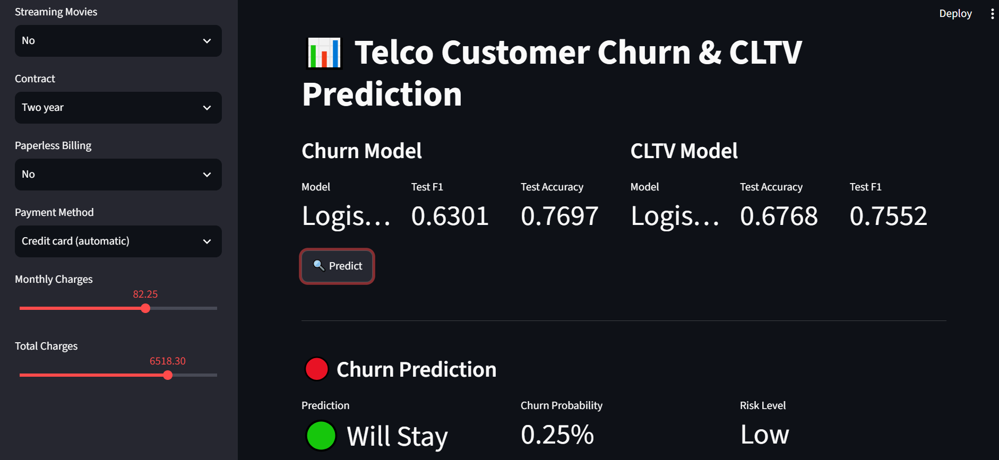 Streaming Movies
No
Contract
Two year
Paperless Billing
No
Payment Method
Credit card (automatic)
Monthly Charges
82.25
Total Charges
6518.30
Deploy
Telco Customer Churn & CLTV
Prediction
Churn Model
Model
Test F1
Test Accuracy
Logis...
0.6301
0.7697
CLTV Model
Model
Test Accuracy
Test F1
Logis...
0.6768
0.7552
Predict
Churn Prediction
Prediction
Will Stay
Churn Probability
0.25%
Risk Level
Low